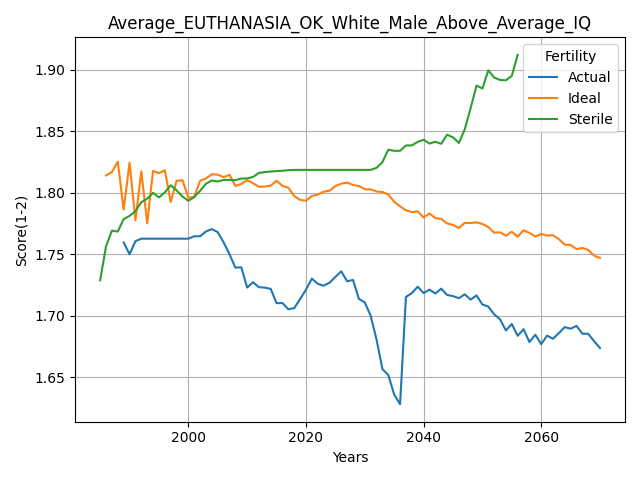 Average_EUTHANASIA_OK_White_Male_Above_Average_IQ
Fertility
Actual
Ideal
Sterile
Score(1-2)
1.90
1.85
1.80
1.75
1.70
1.65
2000
2020
2040
2060
Years